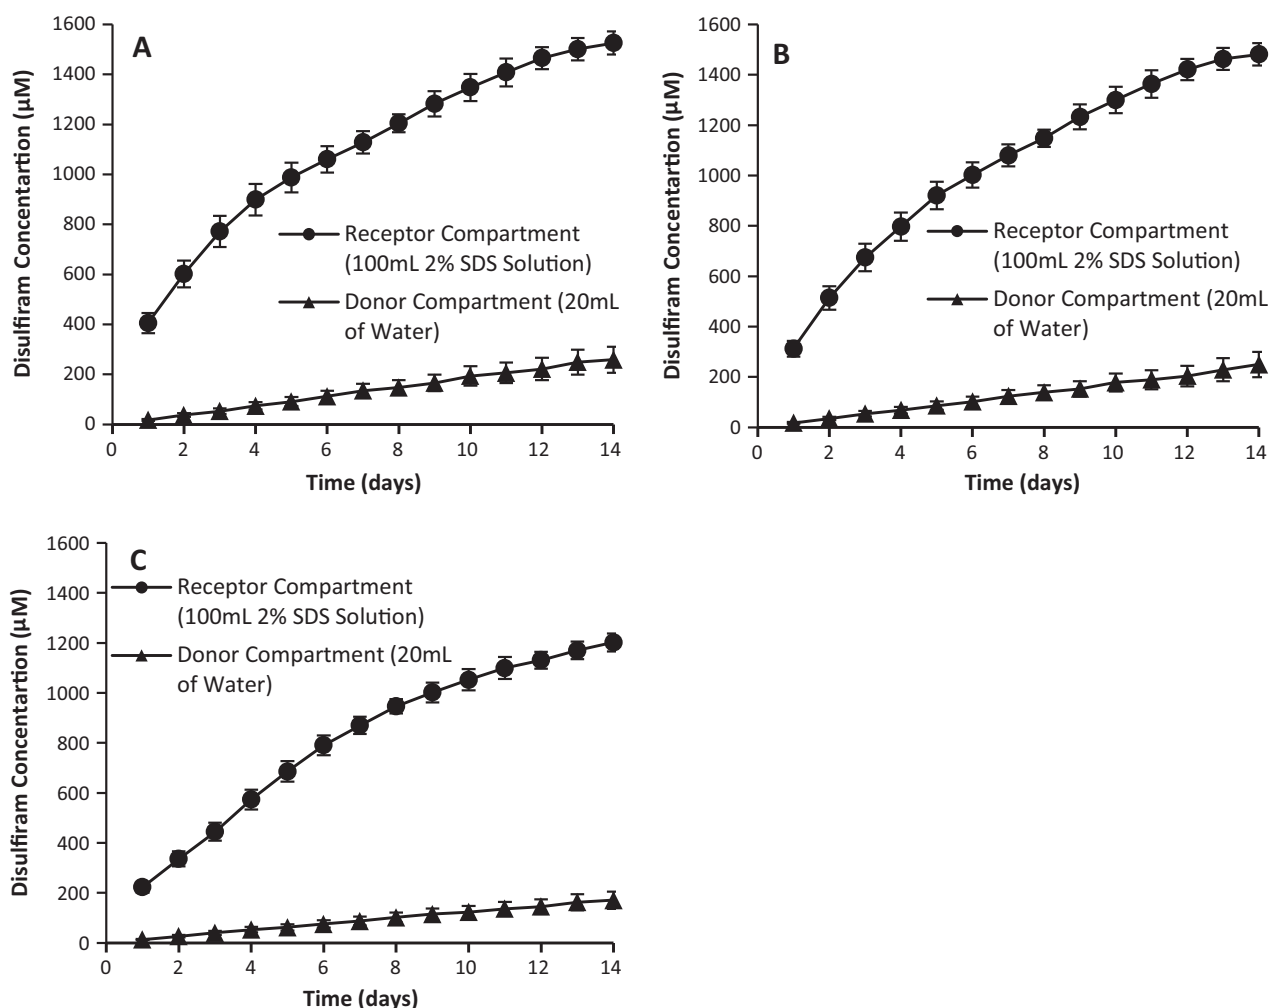 A
Disulfiram Concentartion (µM)
1600
1400
1200
1000
800
600
400
200
0
Receptor Compartment
(100mL 2% SDS Solution)
Donor Compartment (20mL
of Water)
0 2 4 6 8 10 12 14
Time (days)
B
Disulfiram Concentartion (µM)
1600
1400
1200
1000
800
600
400
200
0
Receptor Compartment
(100mL 2% SDS Solution)
Donor Compartment (20mL
of Water)
0 2 4 6 8 10 12 14
Time (days)
C
Disulfiram Concentartion (µM)
1600
1400
1200
1000
800
600
400
200
0
Receptor Compartment
(100mL 2% SDS Solution)
Donor Compartment (20mL
of Water)
0 2 4 6 8 10 12 14
Time (days)